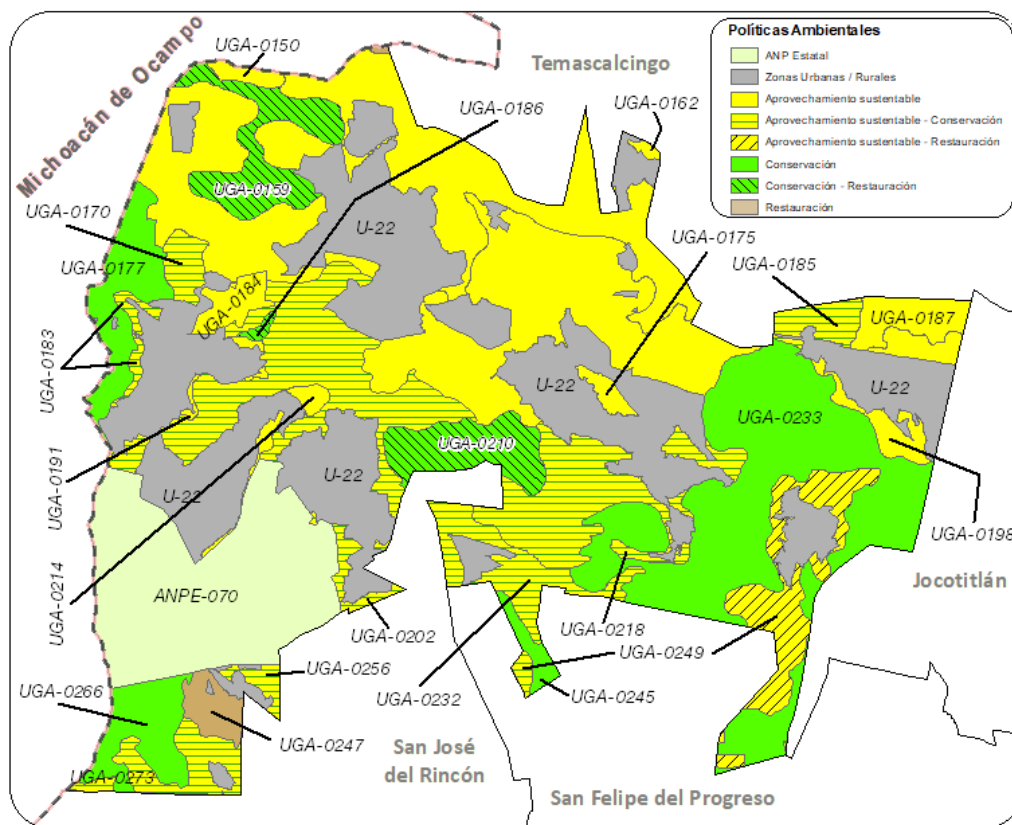 Políticas Ambientales
ANP Estatal
Zonas Urbanas / Rurales
Aprovechamiento sustentable
Aprovechamiento sustentable - Conservación
Aprovechamiento sustentable - Restauración
Conservación
Conservación - Restauración
Restauración
Michoacán de Ocampo
Temascalcingo
UGA-0150
UGA-0186
UGA-0162
UGA-0159
UGA-0170
U-22
UGA-0175
UGA-0177
UGA-0185
UGA-0184
UGA-0187
UGA-0183
U-22
U-22
UGA-0233
UGA-0210
UGA-0191
U-22
U-22
UGA-0198
UGA-0214
Jocotitlán
ANPE-070
UGA-0202
UGA-0218
UGA-0249
UGA-0256
UGA-0232
UGA-0245
UGA-0266
UGA-0247
San José
del Rincón
UGA-0273
San Felipe del Progreso